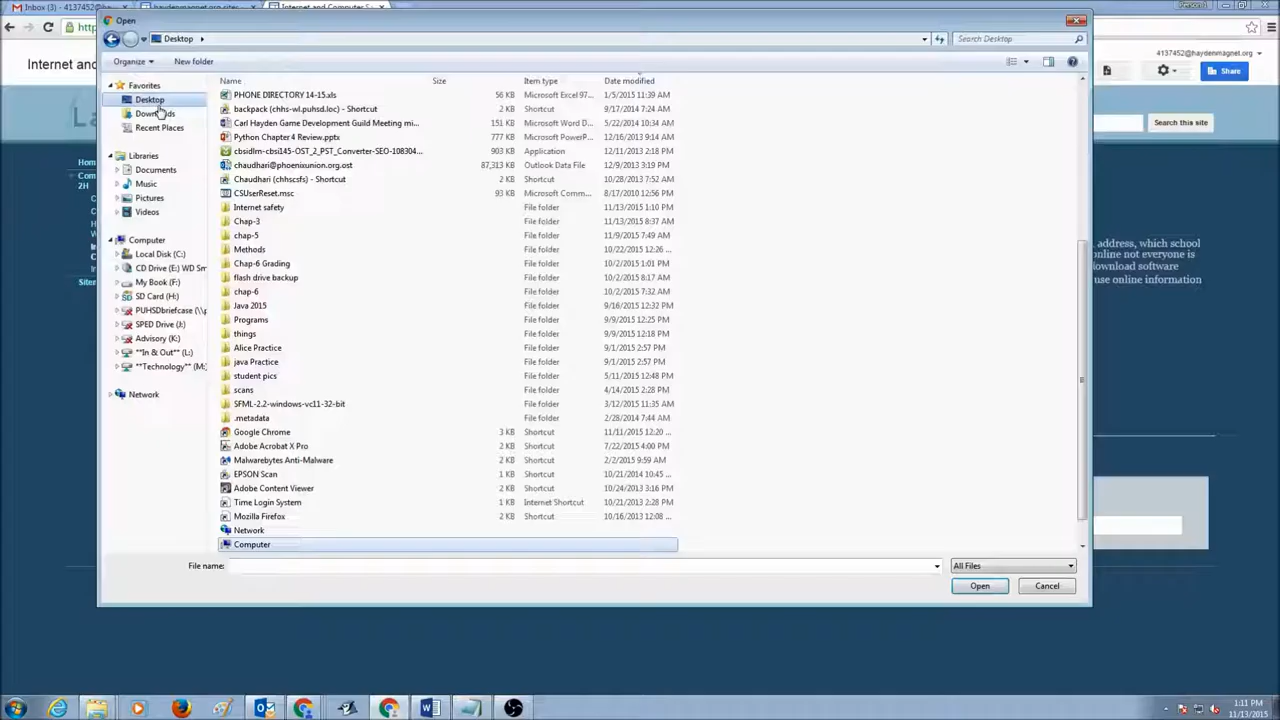 Inbox (3) - 4137452@ha
haydenmagnet.org sites
Internet and Computer S
Open
Desktop
Search Desktop
http
4137452@haydenmagnet.org
Internet an
Organize
New folder
Share
Search this site
La
Name
Size
Item type
Date modified
Favorites
Desktop
Downloads
Recent Places
Libraries
Documents
Music
Pictures
Videos
Computer
Local Disk (C:)
CD Drive (E:) WD Sm
My Book (F:)
SD Card (H:)
PUHSDbriefcase (\\p
SPED Drive (J:)
Advisory (K:)
**In & Out** (L:)
**Technology** (M:
Network
PHONE DIRECTORY 14-15.xls 56 KB Microsoft Excel 97... 1/5/2015 11:39 AM
backpack (chhs-wl.puhsd.loc) - Shortcut 2 KB Shortcut 9/17/2014 7:24 AM
Carl Hayden Game Development Guild Meeting mi... 151 KB Microsoft Word D... 5/22/2014 10:34 AM
Python Chapter 4 Review.pptx 777 KB Microsoft PowerP... 12/16/2013 9:14 AM
cbsidlm-cbsi145-OST_2_PST_Converter-SEO-108304... 903 KB Application 12/11/2013 2:18 PM
chaudhari@phoenixunion.org.ost 87,313 KB Outlook Data File 12/9/2013 3:19 PM
Chaudhari (chhscsfs) - Shortcut 2 KB Shortcut 10/28/2013 7:52 AM
CSUserReset.msc 93 KB Microsoft Comm... 8/17/2010 12:56 PM
Internet safety File folder 11/13/2015 1:10 PM
Chap-3 File folder 11/13/2015 8:37 AM
chap-5 File folder 11/9/2015 7:49 AM
Methods File folder 10/22/2015 12:26 ...
Chap-6 Grading File folder 10/2/2015 1:01 PM
flash drive backup File folder 10/2/2015 8:17 AM
chap-6 File folder 10/2/2015 7:32 AM
Java 2015 File folder 9/16/2015 12:32 PM
Programs File folder 9/9/2015 12:25 PM
things File folder 9/9/2015 12:18 PM
Alice Practice File folder 9/1/2015 2:57 PM
java Practice File folder 9/1/2015 2:57 PM
student pics File folder 5/11/2015 12:48 PM
scans File folder 4/14/2015 2:28 PM
SFML-2.2-windows-vc11-32-bit File folder 3/12/2015 11:35 AM
.metadata File folder 2/28/2014 7:44 AM
Google Chrome 3 KB Shortcut 11/11/2015 12:20 ...
Adobe Acrobat X Pro Shortcut 7/22/2015 4:00 PM
Malwarebytes Anti-Malware 2 KB Shortcut 2/2/2015 9:59 AM
EPSON Scan 2 KB Shortcut 10/21/2014 10:45 ...
Adobe Content Viewer 2 KB Shortcut 10/24/2013 3:16 PM
Time Login System 1 KB Internet Shortcut 10/21/2013 2:28 PM
Mozilla Firefox 2 KB Shortcut 10/16/2013 12:08 ...
Network
Computer
Home
Com
2H
In
C
Sitem
address, which school
online not everyone is
download software
use online information
File name:
All Files
Open
Cancel
1:11 PM
11/13/2015